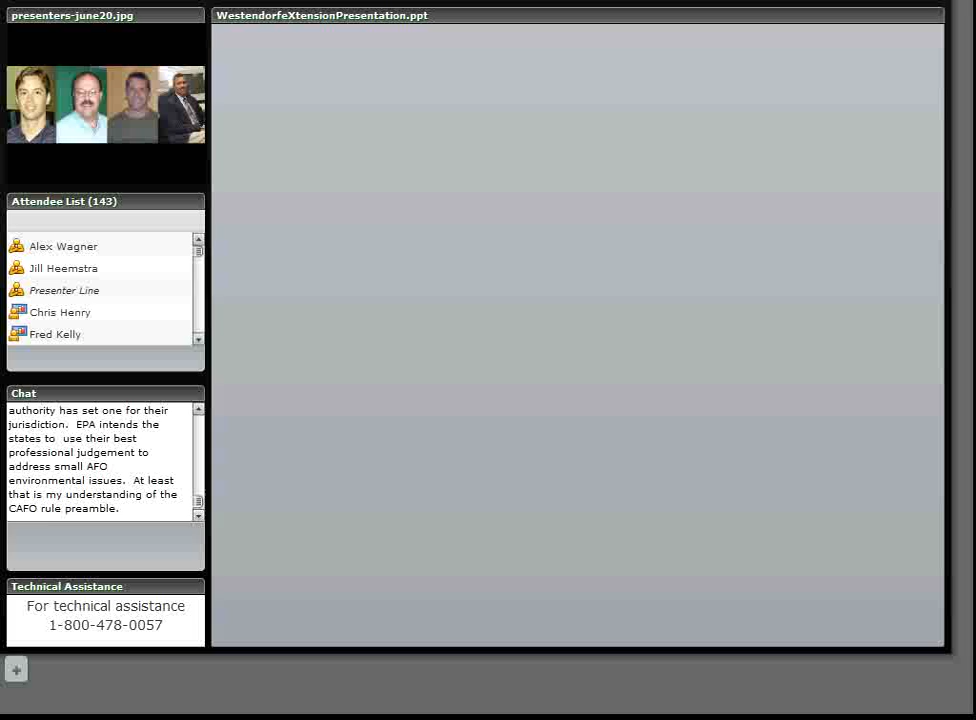 presenters-june20.jpg
WestendorfeXtensionPresentation.ppt
Attendee List (143)
Alex Wagner
Jill Heemstra
Presenter Line
Chris Henry
Fred Kelly
Chat
authority has set one for their
jurisdiction.  EPA intends the
states to  use their best
professional judgement to
address small AFO
environmental issues.  At least
that is my understanding of the
CAFO rule preamble.
Technical Assistance
For technical assistance
1-800-478-0057